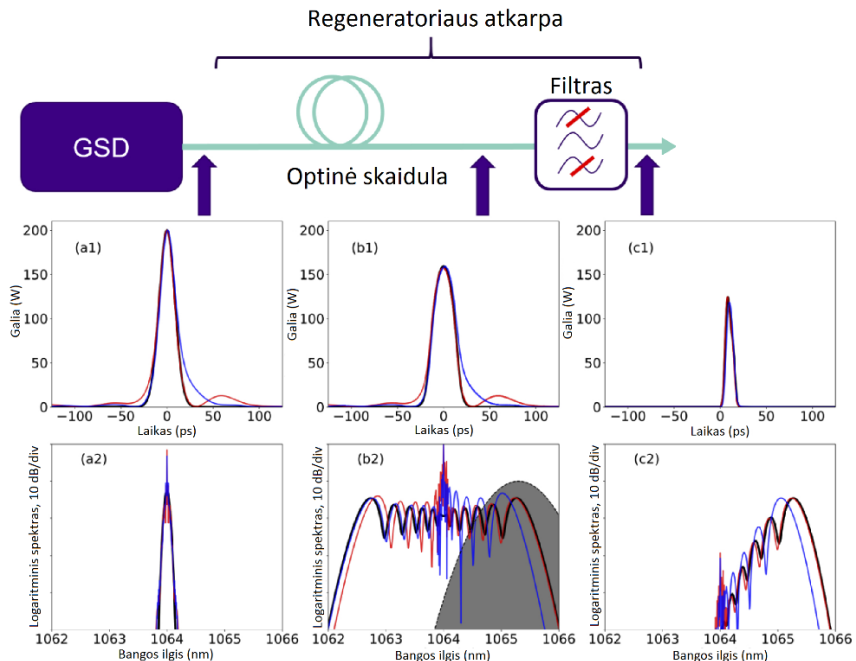 Regeneratoriaus atkarpa
Filtras
GSD
Optinė skaidula
Galia (W)
200
150
100
50
0
(a1)
−100 −50 0 50 100
Laikas (ps)
Galia (W)
200
150
100
50
0
(b1)
−100 −50 0 50 100
Laikas (ps)
Galia (W)
200
150
100
50
0
(c1)
−100 −50 0 50 100
Laikas (ps)
Logaritminis spektras, 10 dB/div
(a2)
1062 1063 1064 1065 1066
Bangos ilgis (nm)
Logaritminis spektras, 10 dB/div
(b2)
1062 1063 1064 1065 1066
Bangos ilgis (nm)
Logaritminis spektras, 10 dB/div
(c2)
1062 1063 1064 1065 1066
Bangos ilgis (nm)